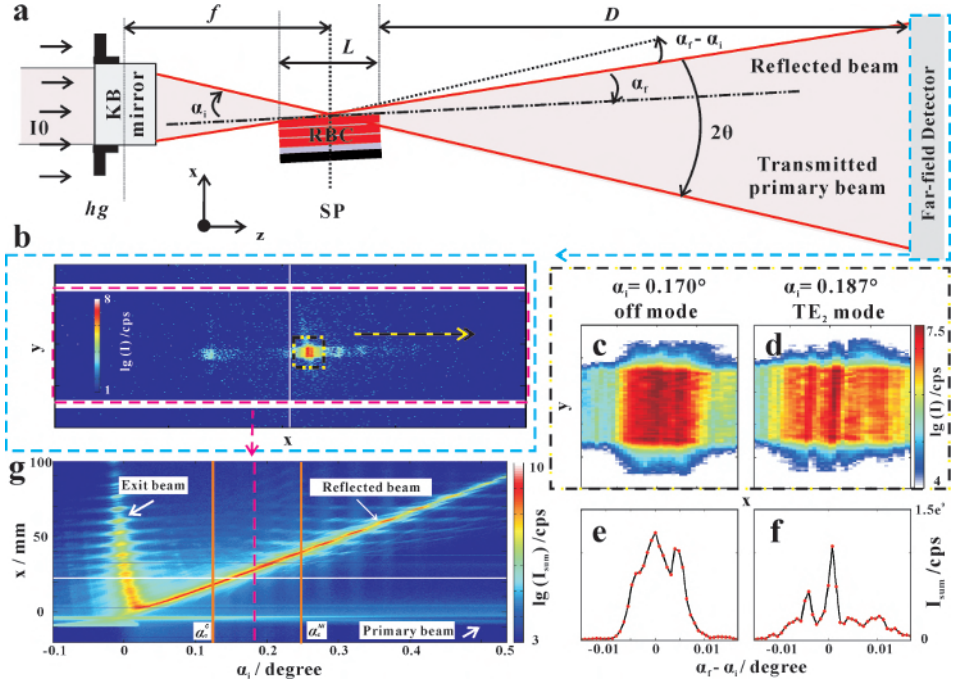 a
f
D
L
αᵢ
αf - αᵢ
αf
Reflected beam
KB
mirror
I0
RBC
2θ
Transmitted
primary beam
Far-field Detector
x
z
hg
SP
b
8
lg (I) /cps
1
y
x
αᵢ= 0.170°
off mode
αᵢ= 0.187°
TE₂ mode
c
d
7.5
lg(I) /cps
4
y
x
g
100
50
0
x / mm
Exit beam
Reflected beam
Primary beam
10
lg (Isum) /cps
3
-0.1
0
0.1
0.2
0.3
0.4
0.5
αᵢ / degree
e
f
Isum /cps
0
-0.01
0
0.01
-0.01
0
0.01
αf - αᵢ/ degree